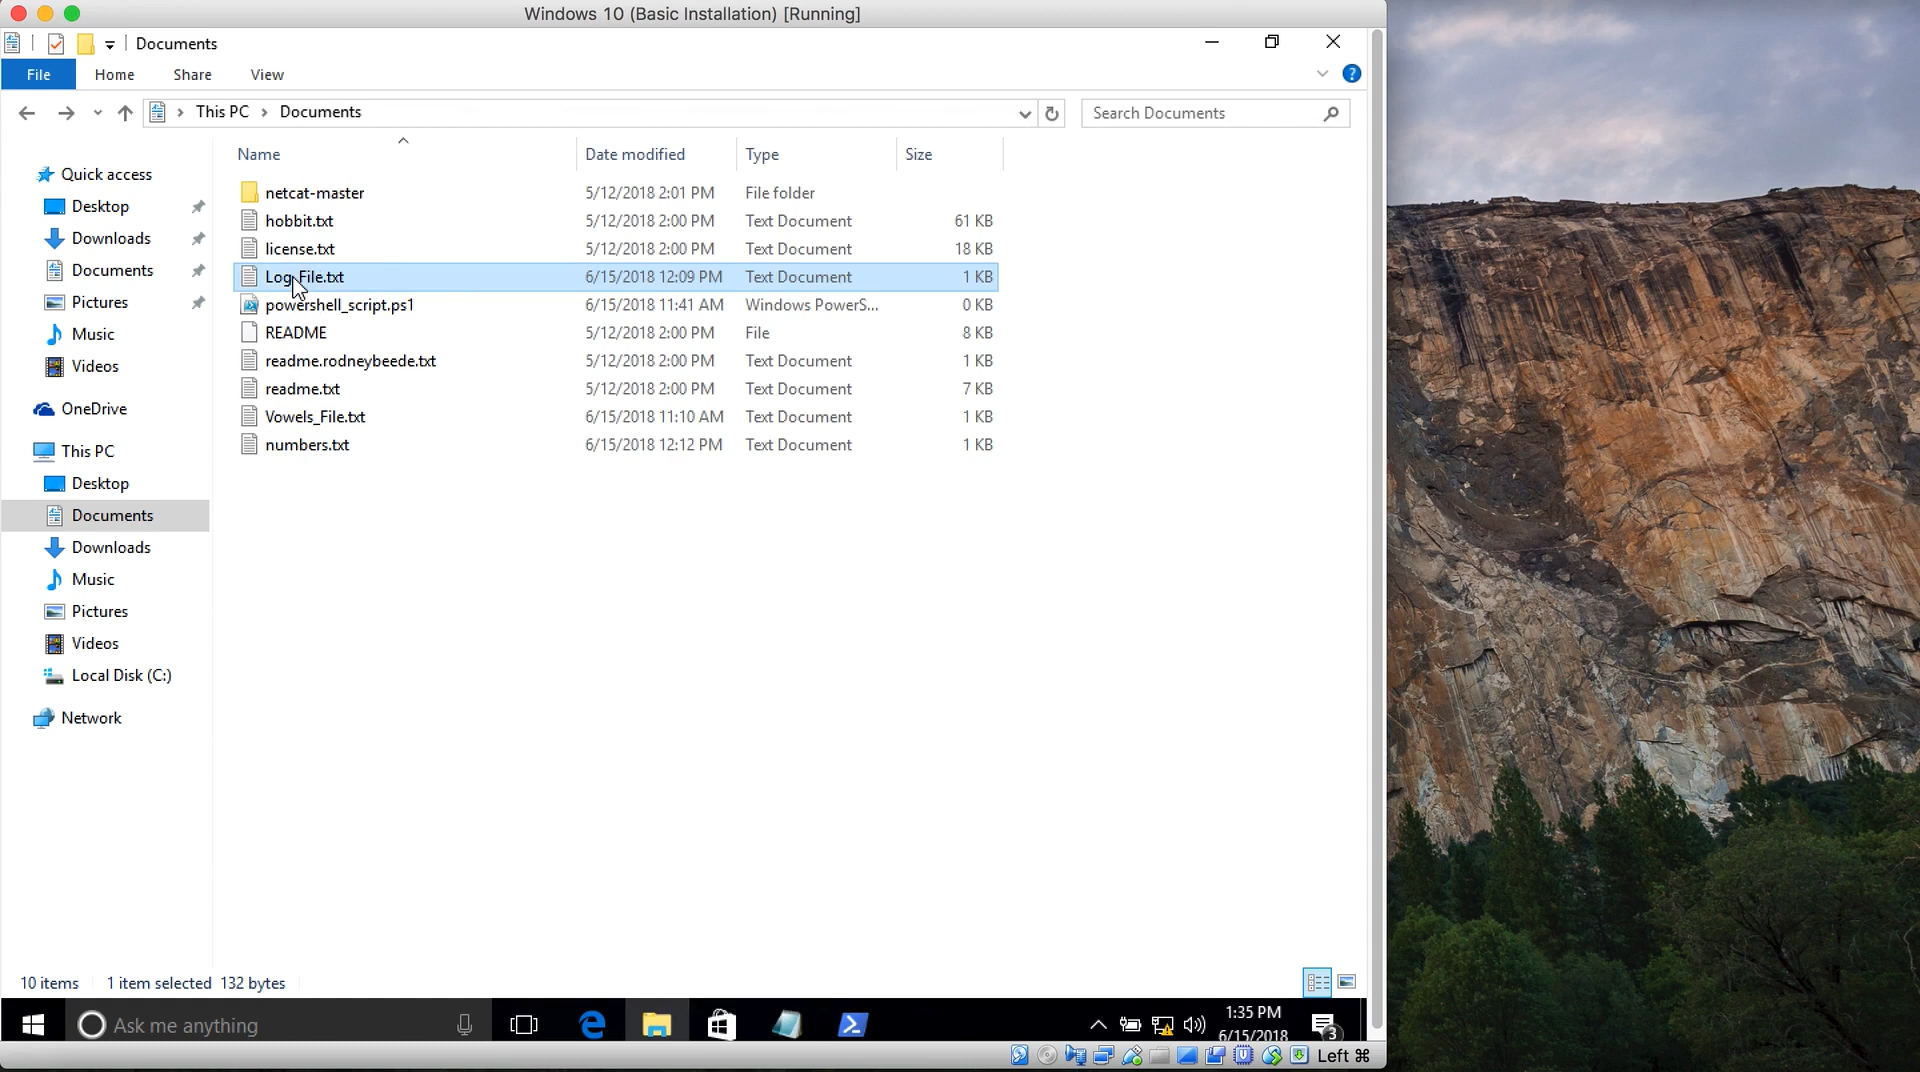 Windows 10 (Basic Installation) [Running]
Documents
File Home Share View
?
This PC > Documents
Search Documents
Name Date modified Type Size
Quick access
Desktop
Downloads
Documents
Pictures
Music
Videos
OneDrive
This PC
Desktop
Documents
Downloads
Music
Pictures
Videos
Local Disk (C:)
Network
netcat-master 5/12/2018 2:01 PM File folder
hobbit.txt 5/12/2018 2:00 PM Text Document 61 KB
license.txt 5/12/2018 2:00 PM Text Document 18 KB
Log_File.txt 6/15/2018 12:09 PM Text Document 1 KB
powershell_script.ps1 6/15/2018 11:41 AM Windows PowerS... 0 KB
README 5/12/2018 2:00 PM File 8 KB
readme.rodneybeede.txt 5/12/2018 2:00 PM Text Document 1 KB
readme.txt 5/12/2018 2:00 PM Text Document 7 KB
Vowels_File.txt 6/15/2018 11:10 AM Text Document 1 KB
numbers.txt 6/15/2018 12:12 PM Text Document 1 KB
10 items 1 item selected 132 bytes
Ask me anything
1:35 PM
6/15/2018
3
Left ⌘